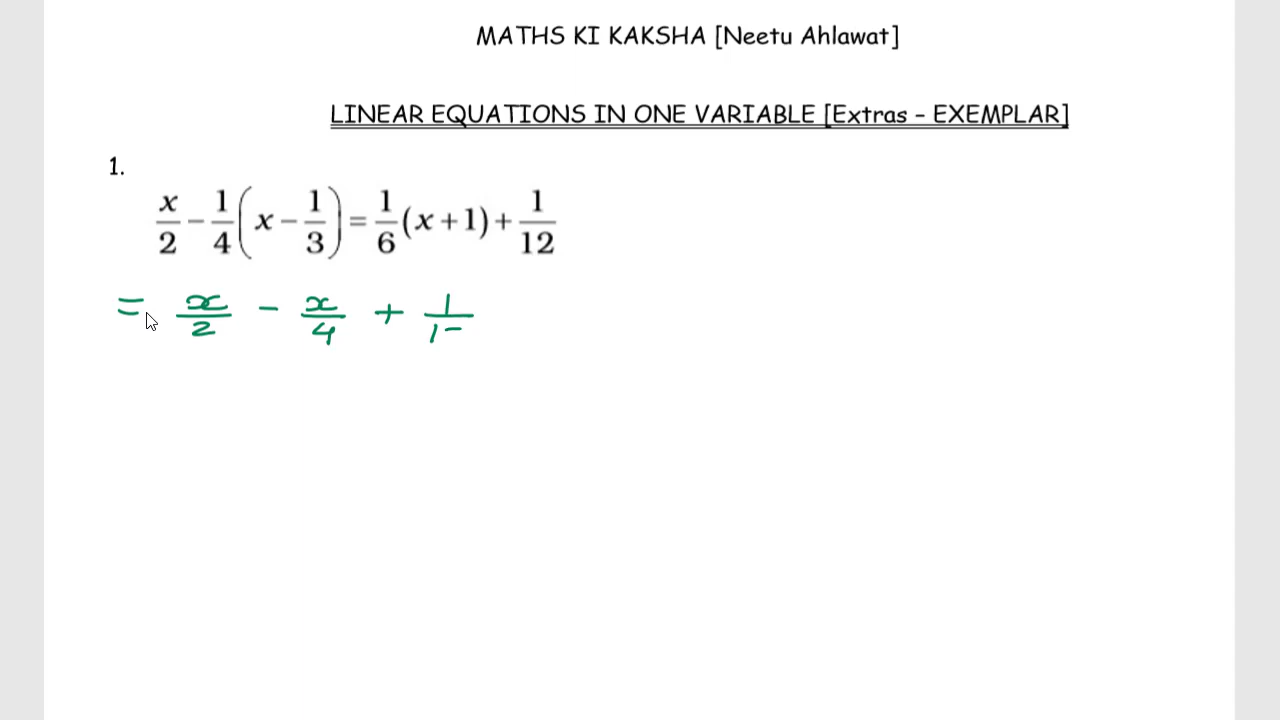 MATHS KI KAKSHA [Neetu Ahlawat]
LINEAR EQUATIONS IN ONE VARIABLE [Extras – EXEMPLAR]
1.
x/2 − 1/4(x − 1/3) = 1/6(x + 1) + 1/12
= x/2 - x/4 + 1/